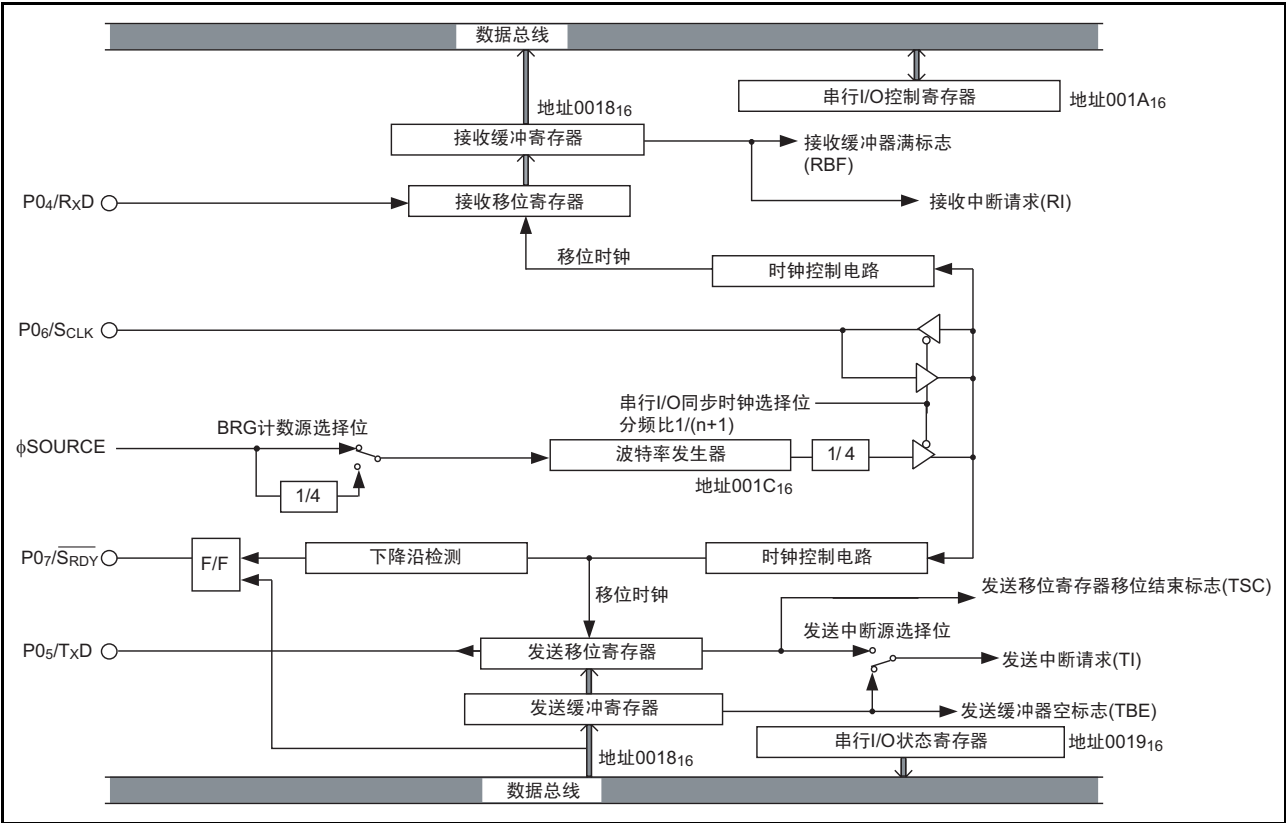 数据总线
串行I/O控制寄存器 地址001A16
地址001816
接收缓冲寄存器
接收缓冲器满标志
(RBF)
P04/RXD
接收移位寄存器
接收中断请求(RI)
移位时钟
时钟控制电路
P06/SCLK
串行I/O同步时钟选择位
分频比1/(n+1)
BRG计数源选择位
φSOURCE
波特率发生器
1/4
地址001C16
1/4
P07/SRDY
F/F
下降沿检测
时钟控制电路
移位时钟
发送移位寄存器移位结束标志(TSC)
发送中断源选择位
P05/TXD
发送移位寄存器
发送中断请求(TI)
发送缓冲寄存器
发送缓冲器空标志(TBE)
串行I/O状态寄存器 地址001916
地址001816
数据总线